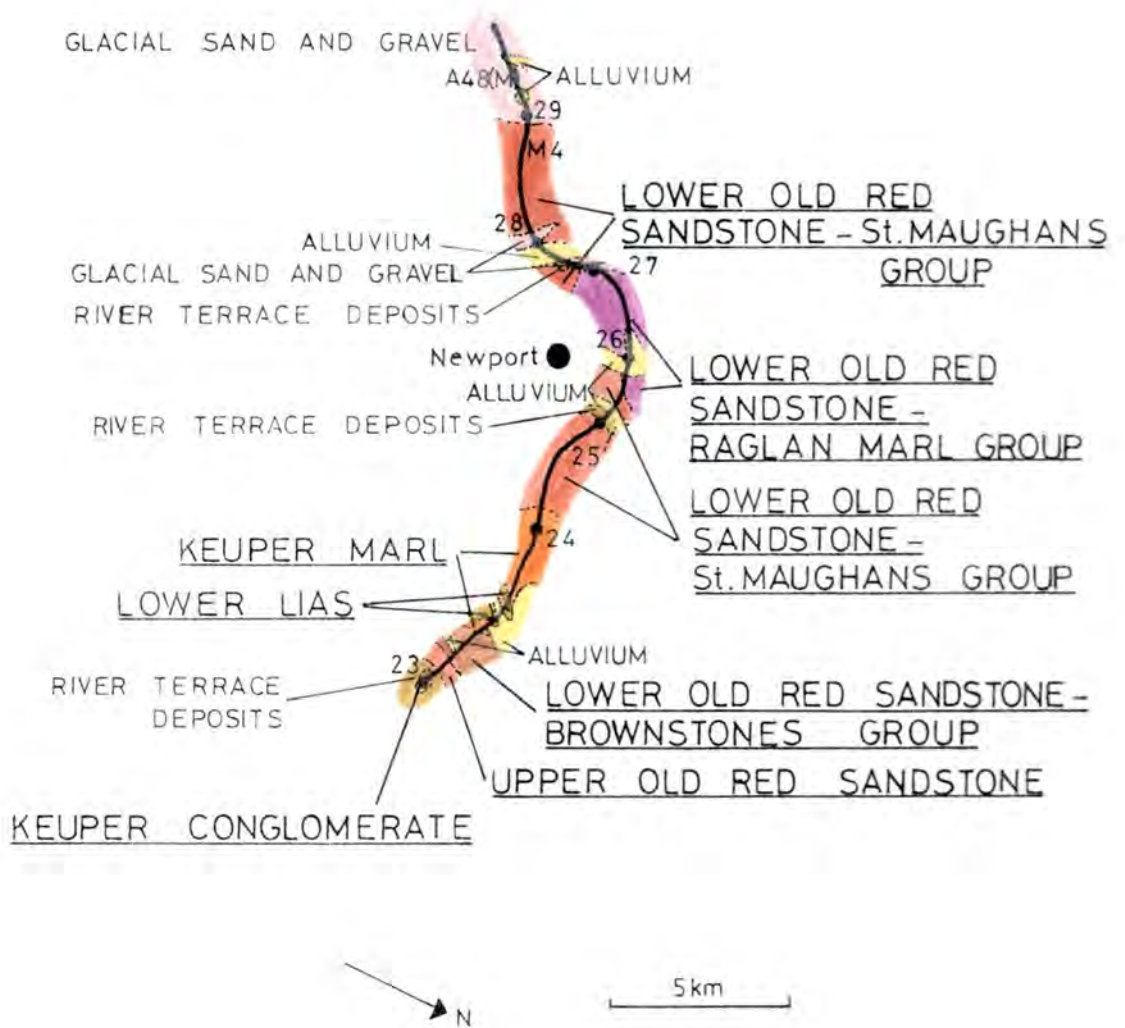 GLACIAL SAND AND GRAVEL
A48(M)
ALLUVIUM
29
M4
LOWER OLD RED
SANDSTONE - St. MAUGHANS
GROUP
28
ALLUVIUM
GLACIAL SAND AND GRAVEL
27
RIVER TERRACE DEPOSITS
26
Newport
LOWER OLD RED
SANDSTONE -
RAGLAN MARL GROUP
ALLUVIUM
RIVER TERRACE DEPOSITS
25
LOWER OLD RED
SANDSTONE -
St. MAUGHANS GROUP
24
KEUPER MARL
LOWER LIAS
ALLUVIUM
23
RIVER TERRACE
DEPOSITS
LOWER OLD RED SANDSTONE -
BROWNSTONES GROUP
UPPER OLD RED SANDSTONE
KEUPER CONGLOMERATE
N
5 km